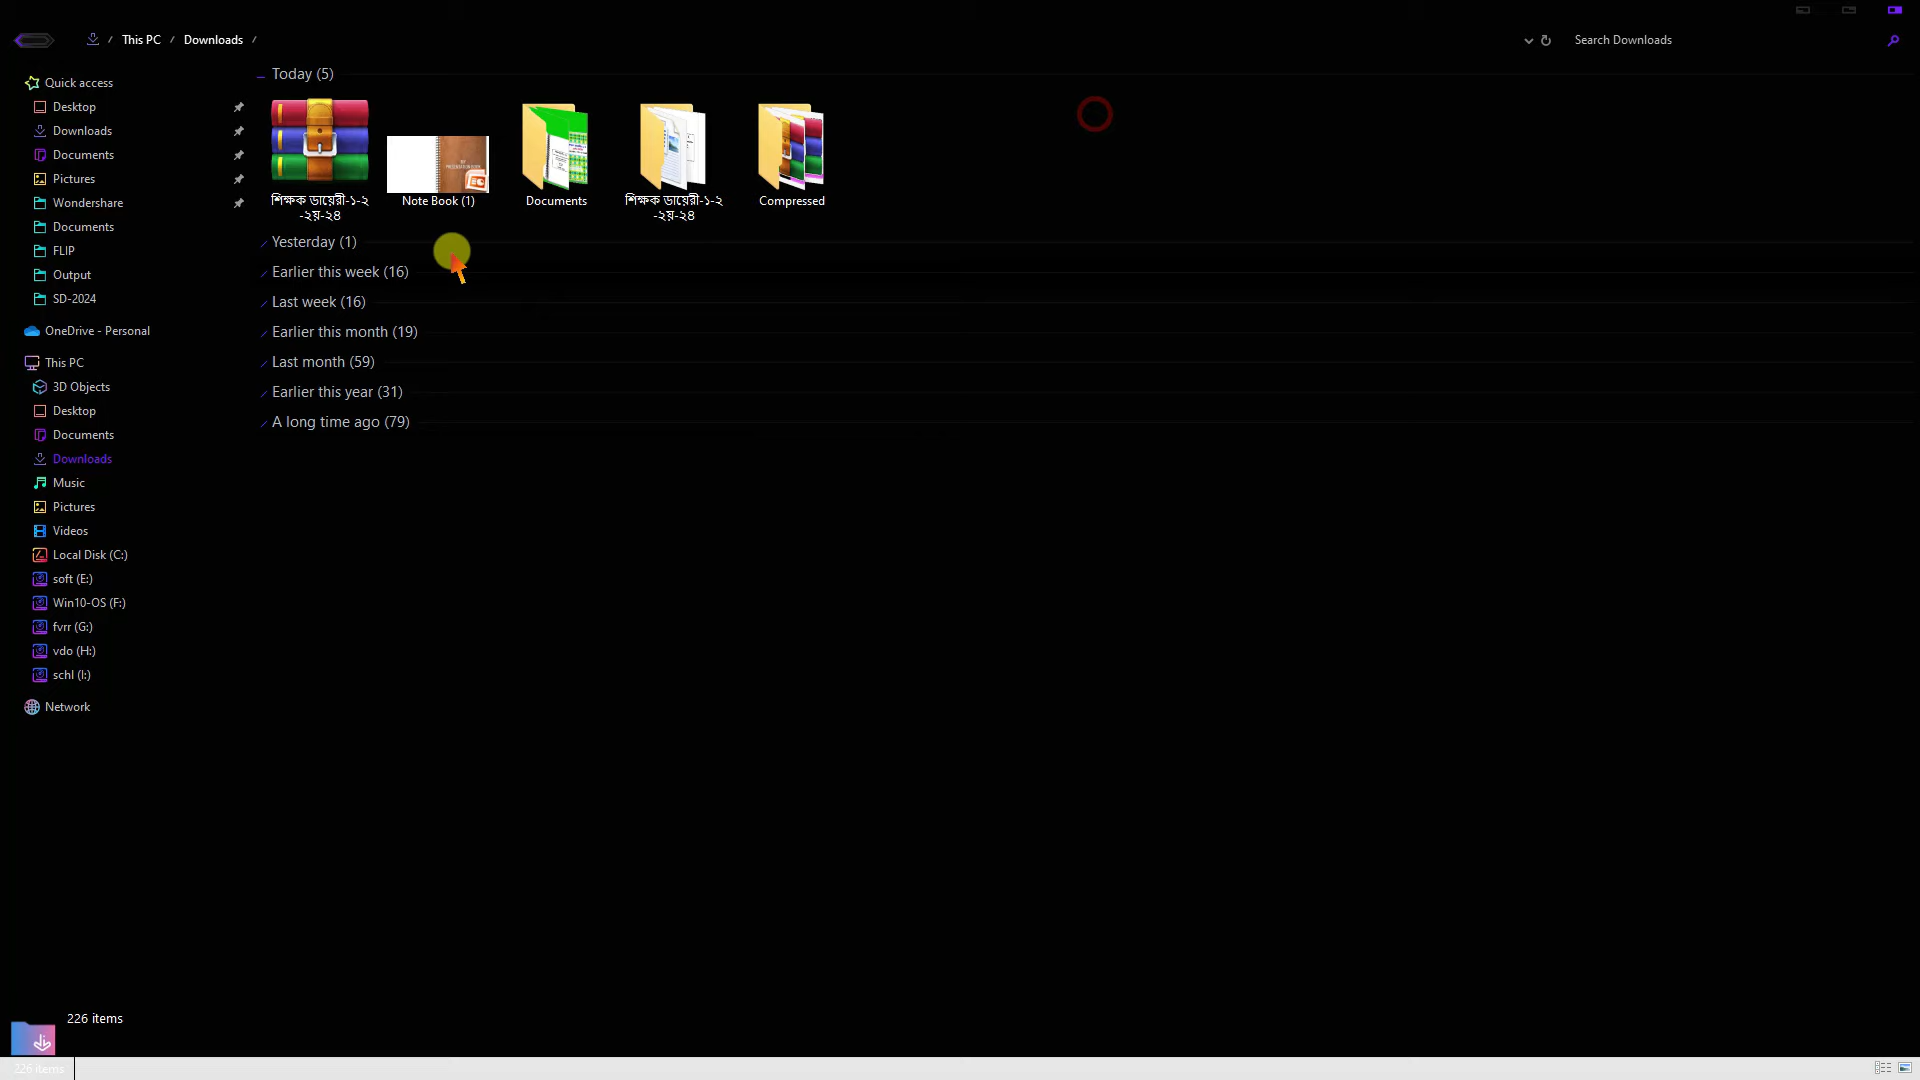 / This PC / Downloads /
Search Downloads
Quick access
Desktop
Downloads
Documents
Pictures
Wondershare
Documents
FLIP
Output
SD-2024
OneDrive - Personal
This PC
3D Objects
Desktop
Documents
Downloads
Music
Pictures
Videos
Local Disk (C:)
soft (E:)
Win10-OS (F:)
fvrr (G:)
vdo (H:)
schl (I:)
Network
Today (5)
শিক্ষক ডায়েরী-১-২
-২য়-২৪
Note Book (1)
Documents
শিক্ষক ডায়েরী-১-২
-২য়-২৪
Compressed
Yesterday (1)
Earlier this week (16)
Last week (16)
Earlier this month (19)
Last month (59)
Earlier this year (31)
A long time ago (79)
226 items
226 items